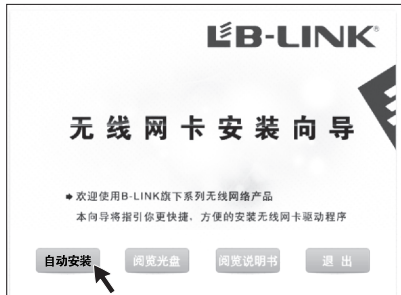 LB-LINK®
无线网卡安装向导
欢迎使用B-LINK旗下系列无线网络产品
本向导将指引你更快捷、方便的安装无线网卡驱动程序
自动安装 阅览光盘 阅览说明书 退 出